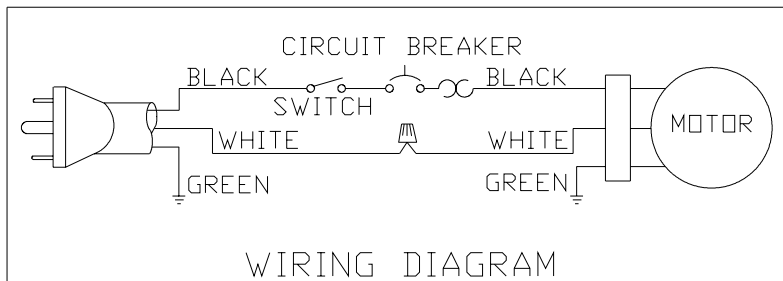 CIRCUIT BREAKER
BLACK
BLACK
SWITCH
MOTOR
WHITE
WHITE
GREEN
GREEN
WIRING DIAGRAM